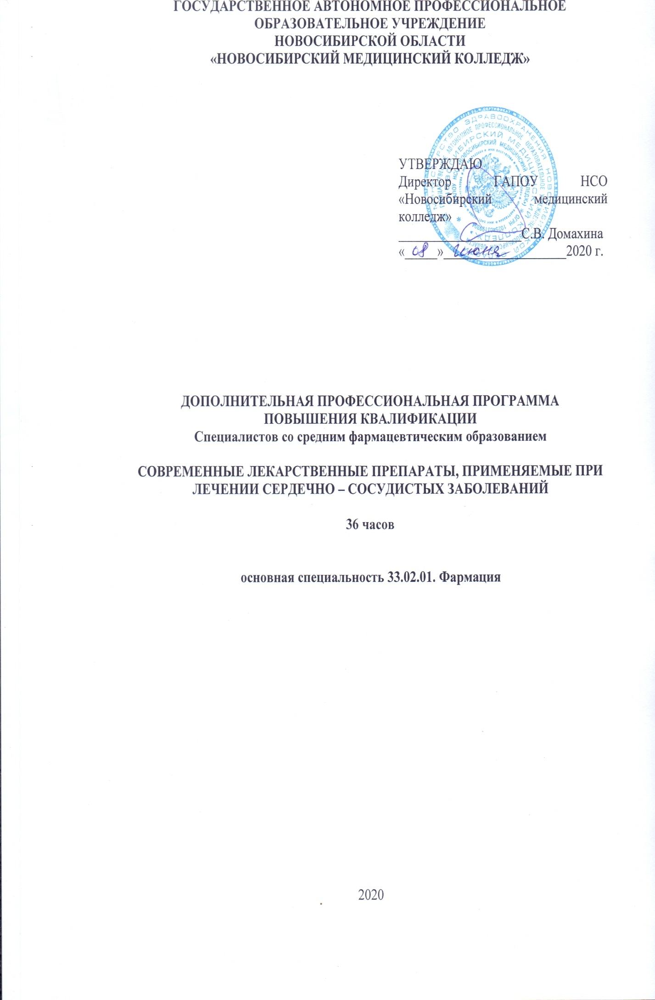 ГОСУДАРСТВЕННОЕ АВТОНОМНОЕ ПРОФЕССИОНАЛЬНОЕ
ОБРАЗОВАТЕЛЬНОЕ УЧРЕЖДЕНИЕ
НОВОСИБИРСКОЙ ОБЛАСТИ
«НОВОСИБИРСКИЙ МЕДИЦИНСКИЙ КОЛЛЕДЖ»
УТВЕРЖДАЮ
Директор ГАПОУ НСО
«Новосибирский медицинский
колледж»
____________________С.В. Домахина
« 08 » июня 2020 г.
ДОПОЛНИТЕЛЬНАЯ ПРОФЕССИОНАЛЬНАЯ ПРОГРАММА
ПОВЫШЕНИЯ КВАЛИФИКАЦИИ
Специалистов со средним фармацевтическим образованием
СОВРЕМЕННЫЕ ЛЕКАРСТВЕННЫЕ ПРЕПАРАТЫ, ПРИМЕНЯЕМЫЕ ПРИ
ЛЕЧЕНИИ СЕРДЕЧНО – СОСУДИСТЫХ ЗАБОЛЕВАНИЙ
36 часов
основная специальность 33.02.01. Фармация
2020